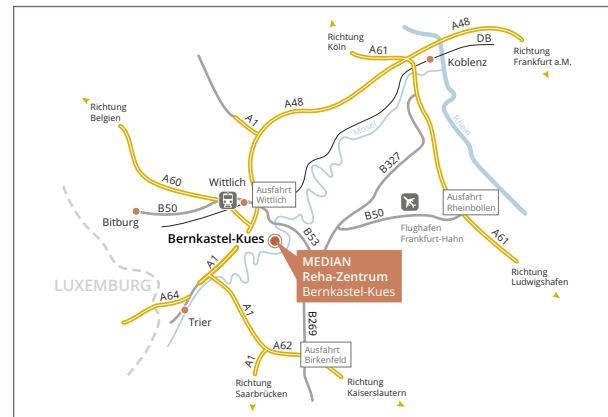 A48
Richtung
Köln
A61
DB
Richtung
Frankfurt a.M.
Koblenz
Richtung
Belgien
A48
A1
Mosel
Rhein
B327
A60
Wittlich
Ausfahrt
Wittlich
Ausfahrt
Rheinböllen
B50
Bitburg
B50
Flughafen
Frankfurt-Hahn
Bernkastel-Kues
B53
A61
MEDIAN
Reha-Zentrum
Bernkastel-Kues
Richtung
Ludwigshafen
LUXEMBURG
A1
A64
A1
Trier
B269
A62
Ausfahrt
Birkenfeld
A1
Richtung
Saarbrücken
Richtung
Kaiserslautern